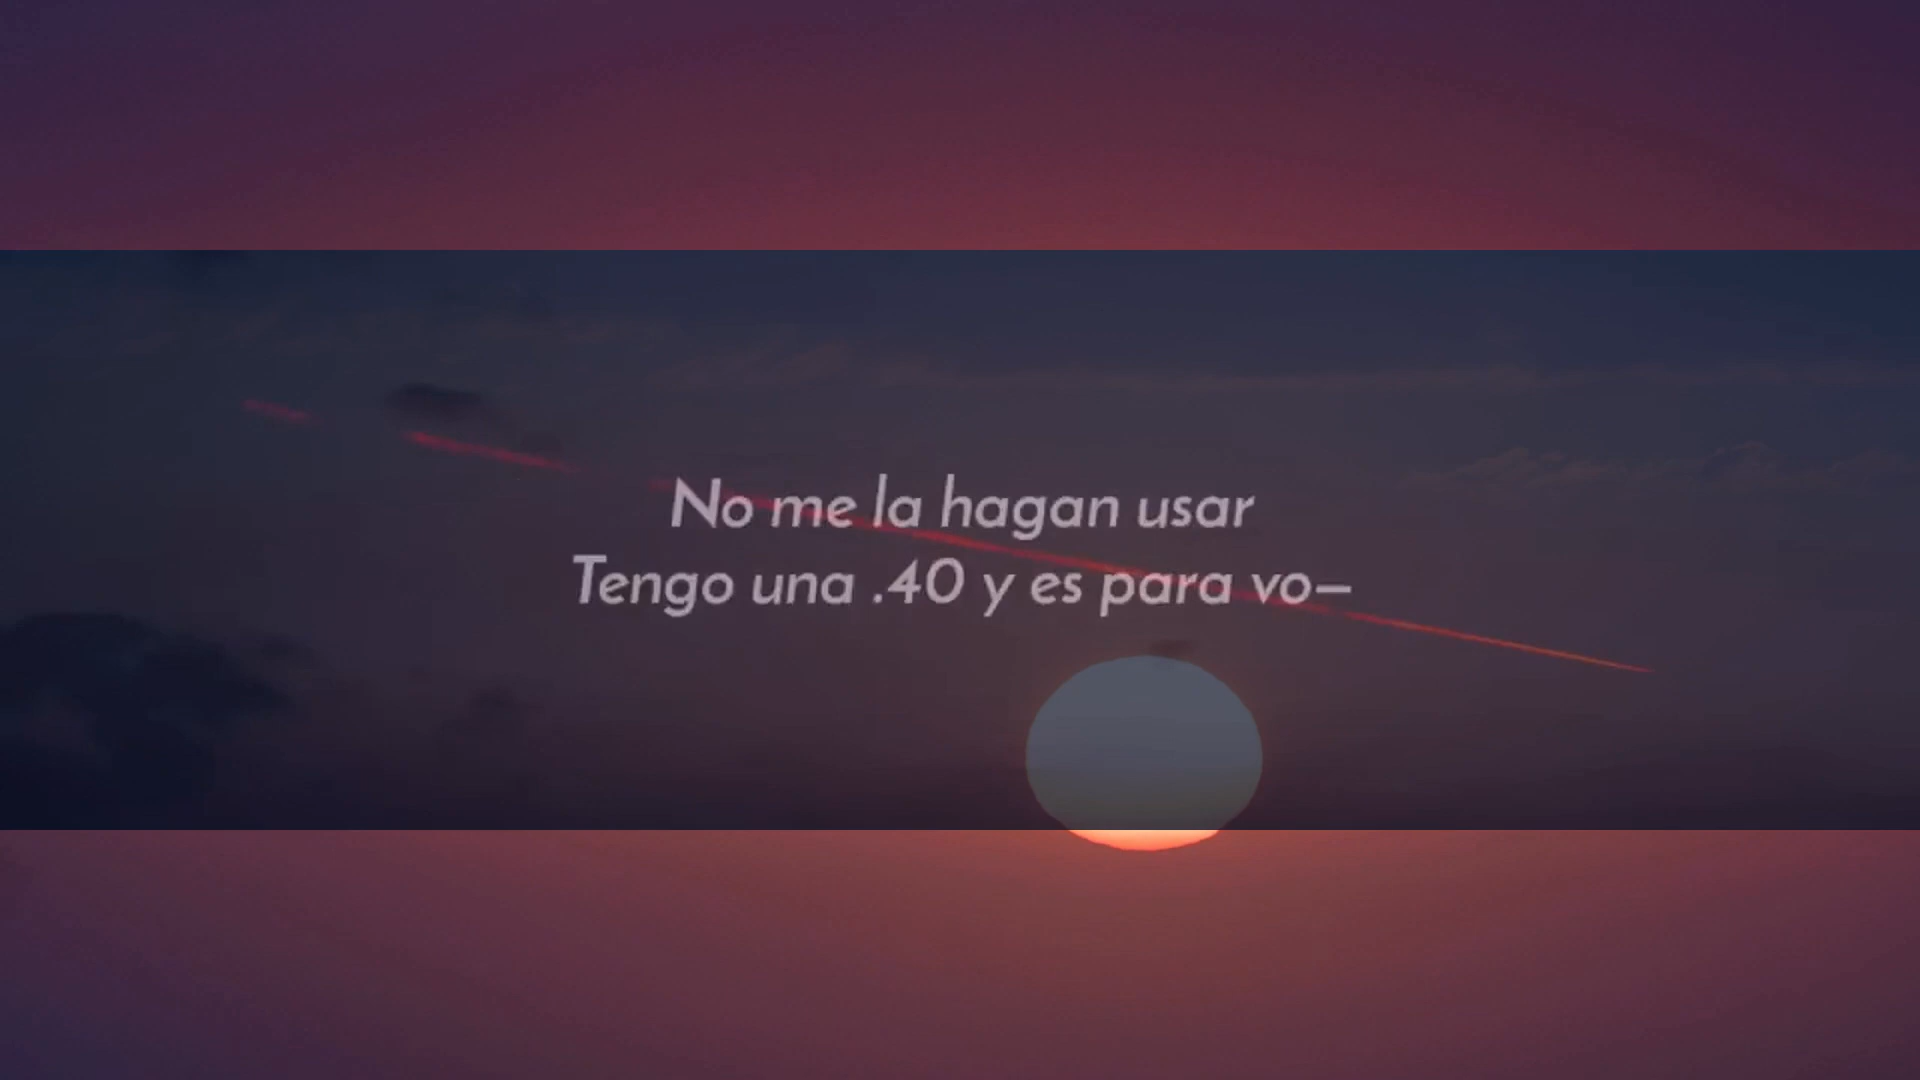 No me la hagan usar
Tengo una .40 y es para vo—